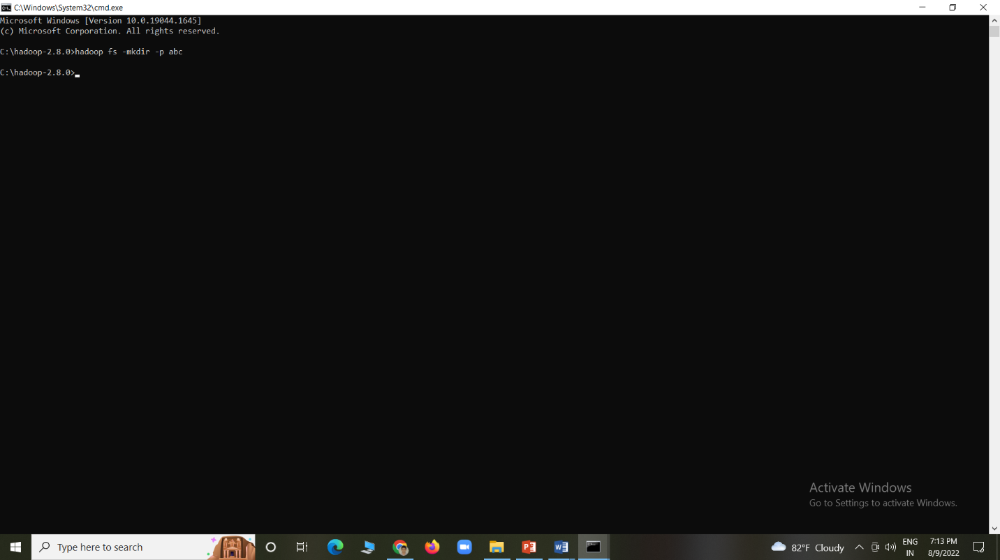 C:\Windows\System32\cmd.exe
Microsoft Windows [Version 10.0.19044.1645]
(c) Microsoft Corporation. All rights reserved.
C:\hadoop-2.8.0>hadoop fs -mkdir -p abc
C:\hadoop-2.8.0>
Activate Windows
Go to Settings to activate Windows.
Type here to search
82°F Cloudy
ENG
IN
7:13 PM
8/9/2022